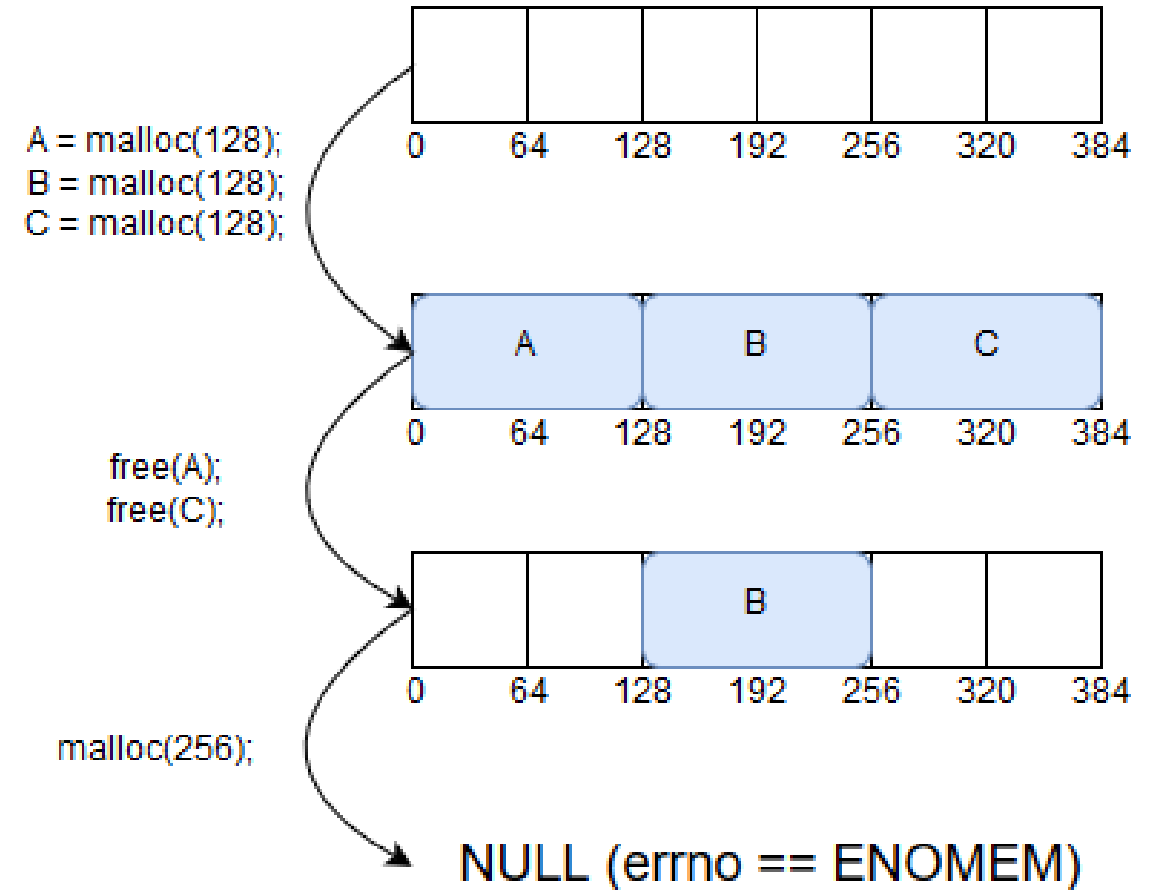 A = malloc(128);
B = malloc(128);
C = malloc(128);
0 64 128 192 256 320 384
A B C
0 64 128 192 256 320 384
free(A);
free(C);
B
0 64 128 192 256 320 384
malloc(256);
NULL (errno == ENOMEM)